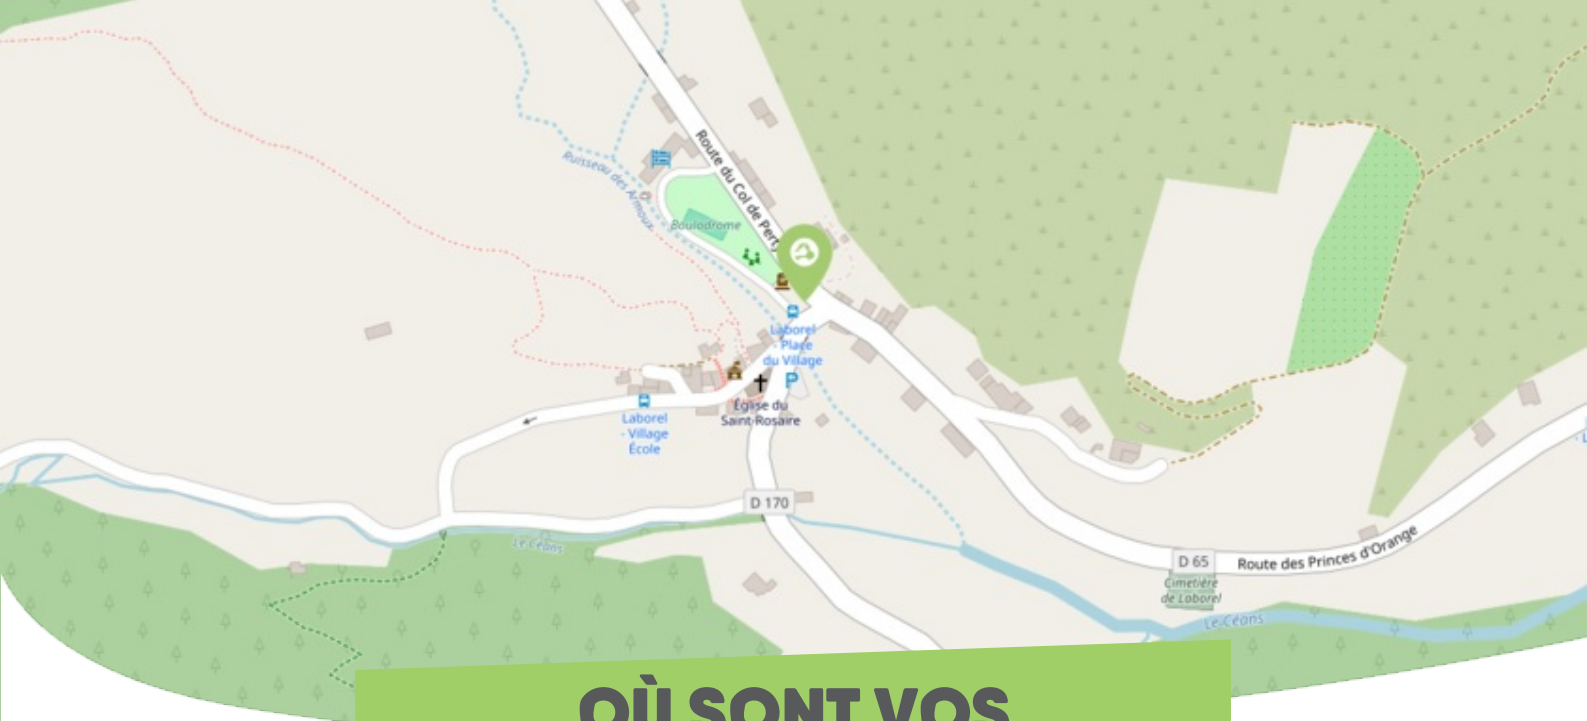 Route du Col de Perty
Ruisseau des Armoux
Boulodrome
Laborel
- Place
du Village
P
Église du
Saint-Rosaire
Laborel
- Village
École
D 170
D 65
Route des Princes d'Orange
Cimetière
de Laborel
Le Céans
Le Céans
OÙ SONT VOS